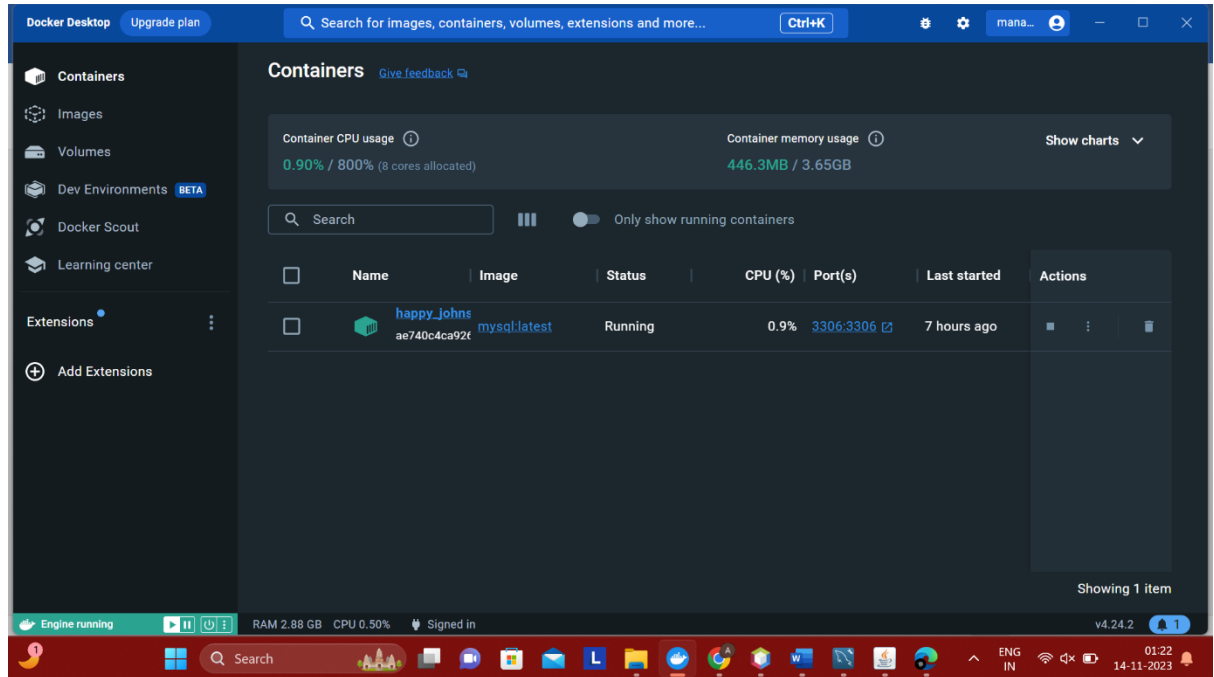 Docker Desktop Upgrade plan Search for images, containers, volumes, extensions and more... Ctrl+K mana...
Containers
Images
Volumes
Dev Environments BETA
Docker Scout
Learning center
Extensions
Add Extensions
Containers Give feedback
Container CPU usage
0.90% / 800% (8 cores allocated)
Container memory usage
446.3MB / 3.65GB
Show charts
Search Only show running containers
Name Image Status CPU (%) Port(s) Last started Actions
happy_johns
ae740c4ca926 mysql:latest Running 0.9% 3306:3306 7 hours ago
Showing 1 item
Engine running RAM 2.88 GB CPU 0.50% Signed in v4.24.2 1
1 Search L ENG 01:22
IN 14-11-2023